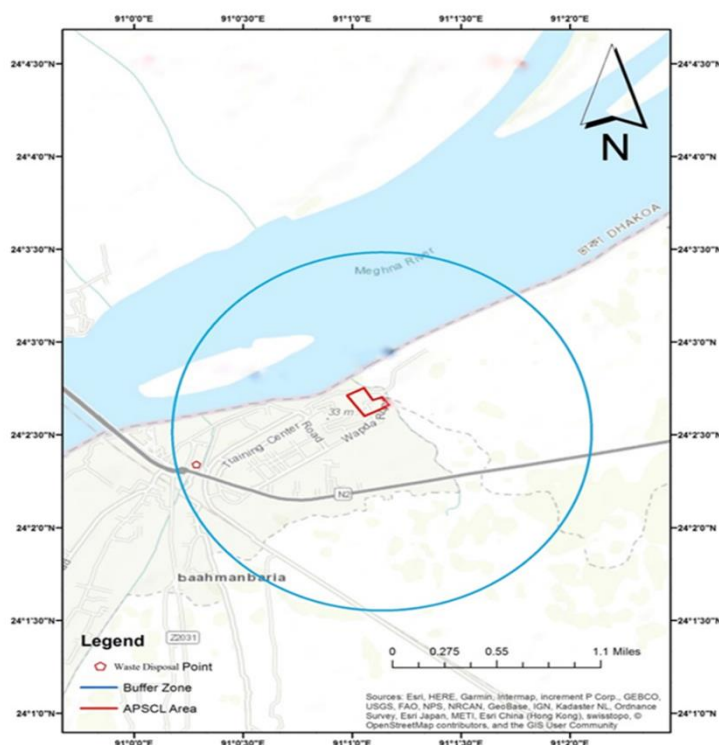 91°0'0"E 91°0'30"E 91°1'0"E 91°1'30"E 91°2'0"E
24°4'30"N 24°4'30"N
24°4'0"N 24°4'0"N
24°3'30"N 24°3'30"N
24°3'0"N 24°3'0"N
24°2'30"N 24°2'30"N
24°2'0"N 24°2'0"N
24°1'30"N 24°1'30"N
24°1'0"N 24°1'0"N
N
DHAKOA
Meghna River
.33 m
Training Center
Road
Wapda
N2
baahmanbaria
Z2031
Legend
Waste Disposal Point
Buffer Zone
APSCL Area
0 0.275 0.55 1.1 Miles
Sources: Esri, HERE, Garmin, Intermap, increment P Corp., GEBCO,
USGS, FAO, NPS, NRCAN, GeoBase, IGN, Kadaster NL, Ordnance
Survey, Esri Japan, METI, Esri China (Hong Kong), swisstopo, ©
OpenStreetMap contributors, and the GIS User Community
91°0'0"E 91°0'30"E 91°1'0"E 91°1'30"E 91°2'0"E